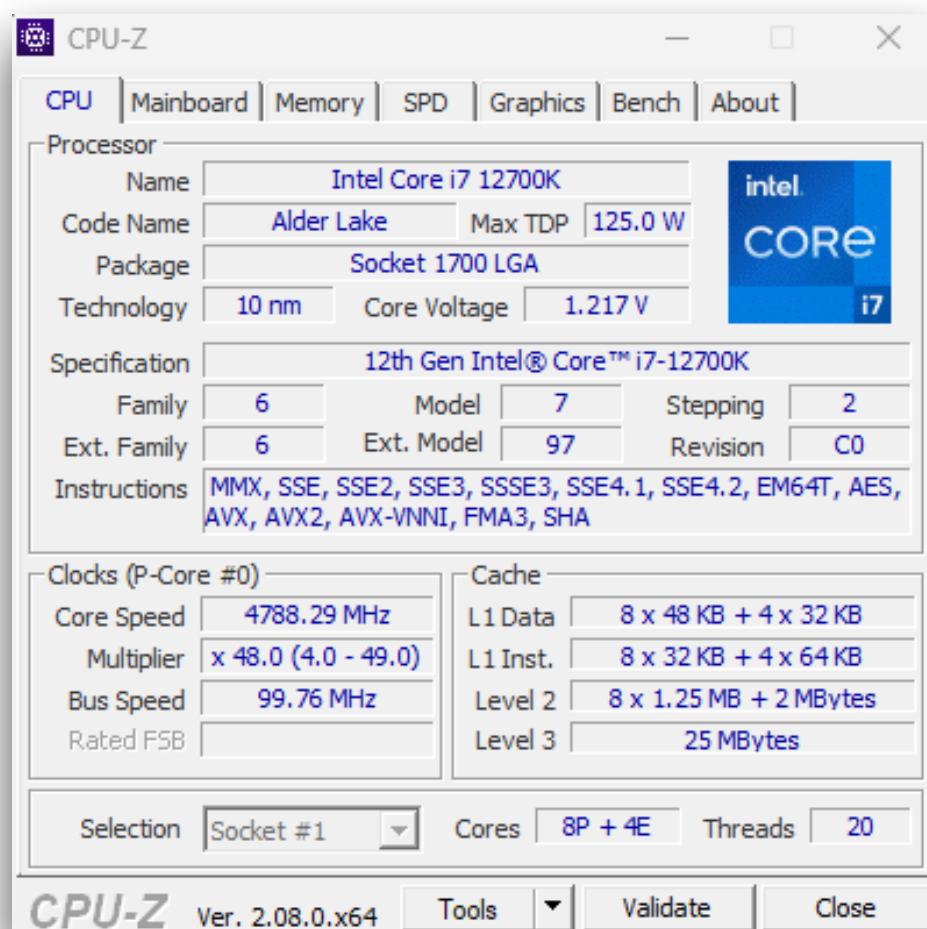 CPU-Z
CPU Mainboard Memory SPD Graphics Bench About
Processor
Name Intel Core i7 12700K
Code Name Alder Lake Max TDP 125.0 W
Package Socket 1700 LGA
Technology 10 nm Core Voltage 1.217 V
intel.
CORe
i7
Specification 12th Gen Intel® Core™ i7-12700K
Family 6 Model 7 Stepping 2
Ext. Family 6 Ext. Model 97 Revision C0
Instructions MMX, SSE, SSE2, SSE3, SSSE3, SSE4.1, SSE4.2, EM64T, AES,
AVX, AVX2, AVX-VNNI, FMA3, SHA
Clocks (P-Core #0)
Core Speed 4788.29 MHz
Multiplier x 48.0 (4.0 - 49.0)
Bus Speed 99.76 MHz
Rated FSB
Cache
L1 Data 8 x 48 KB + 4 x 32 KB
L1 Inst. 8 x 32 KB + 4 x 64 KB
Level 2 8 x 1.25 MB + 2 MBytes
Level 3 25 MBytes
Selection Socket #1 Cores 8P + 4E Threads 20
CPU-Z Ver. 2.08.0.x64 Tools Validate Close